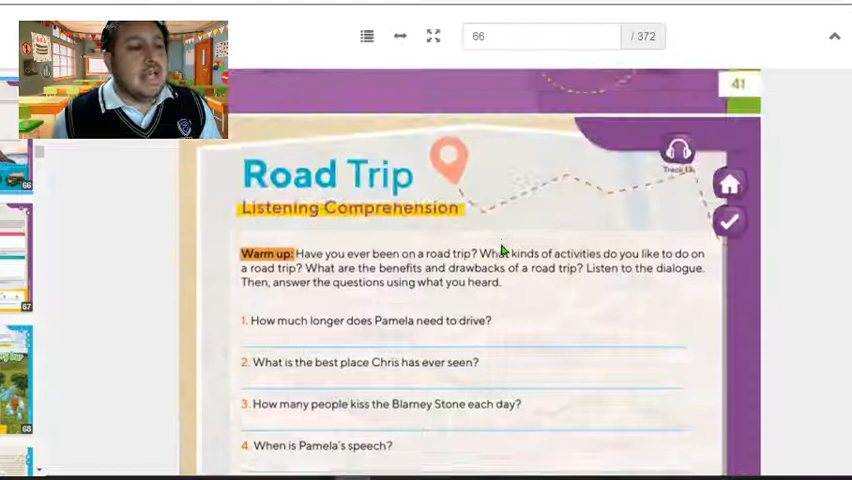 66
/ 372
41
Road Trip
Listening Comprehension
Warm up: Have you ever been on a road trip? What kinds of activities do you like to do on
a road trip? What are the benefits and drawbacks of a road trip? Listen to the dialogue.
Then, answer the questions using what you heard.
1. How much longer does Pamela need to drive?
2. What is the best place Chris has ever seen?
3. How many people kiss the Blarney Stone each day?
4. When is Pamela's speech?
66
67
68